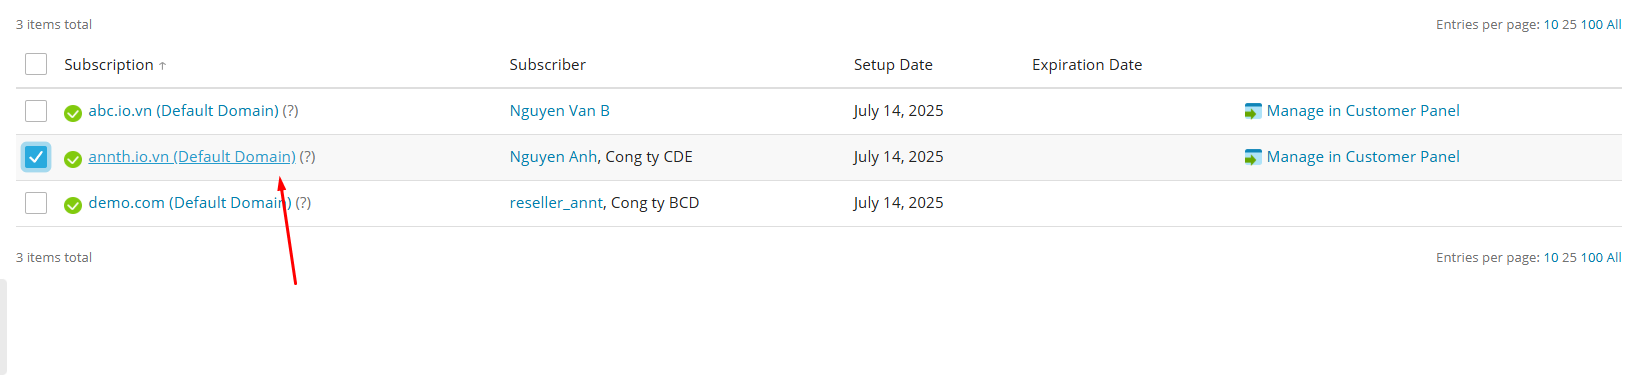 3 items total Entries per page: 10 25 100 All
Subscription ↑ Subscriber Setup Date Expiration Date
abc.io.vn (Default Domain) (?) Nguyen Van B July 14, 2025 Manage in Customer Panel
annth.io.vn (Default Domain) (?) Nguyen Anh, Cong ty CDE July 14, 2025 Manage in Customer Panel
demo.com (Default Domain) (?) reseller_annt, Cong ty BCD July 14, 2025
3 items total Entries per page: 10 25 100 All